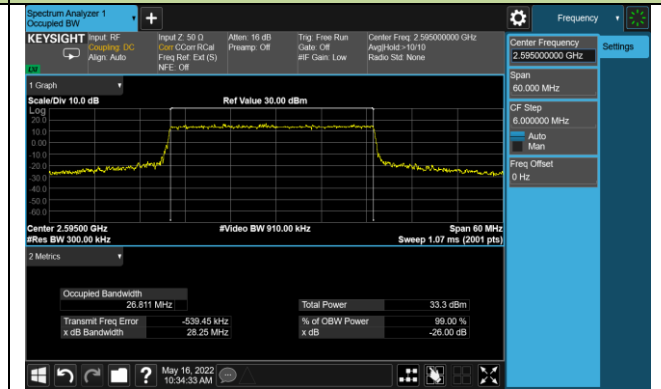 Spectrum Analyzer 1
Occupied BW
Frequency
KEYSIGHT
Input: RF
Coupling: DC
Align: Auto
Input Z: 50 Ω
Corr CCorr RCal
Freq Ref: Ext (S)
NFE: Off
Atten: 16 dB
Preamp: Off
Trig: Free Run
Gate: Off
#IF Gain: Low
Center Freq: 2.595000000 GHz
Avg|Hold:>10/10
Radio Std: None
Center Frequency
2.595000000 GHz
Settings
Span
60.000 MHz
CF Step
6.000000 MHz
Auto
Man
Freq Offset
0 Hz
1 Graph
Scale/Div 10.0 dB
Ref Value 30.00 dBm
Log
20.0
10.0
0.00
-10.0
-20.0
-30.0
-40.0
-50.0
-60.0
Center 2.59500 GHz
#Video BW 910.00 kHz
Span 60 MHz
#Res BW 300.00 kHz
Sweep 1.07 ms (2001 pts)
2 Metrics
Occupied Bandwidth
26.811 MHz
Total Power
33.3 dBm
Transmit Freq Error
-539.45 kHz
% of OBW Power
99.00 %
x dB Bandwidth
28.25 MHz
x dB
-26.00 dB
May 16, 2022
10:34:33 AM